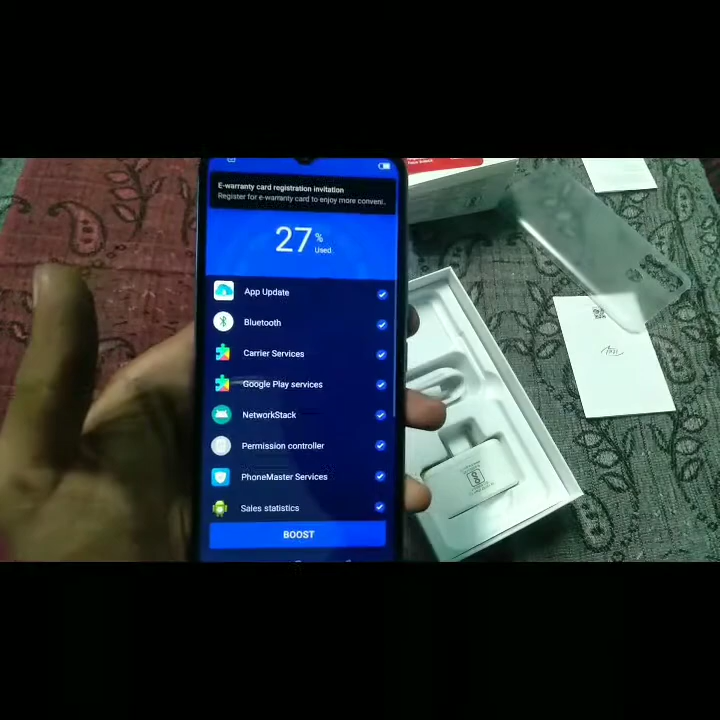 E-warranty card registration invitation
Register for e-warranty card to enjoy more conveni..
27%
Used
App Update
Bluetooth
Carrier Services
Google Play services
NetworkStack
Permission controller
PhoneMaster Services
Sales statistics
BOOST